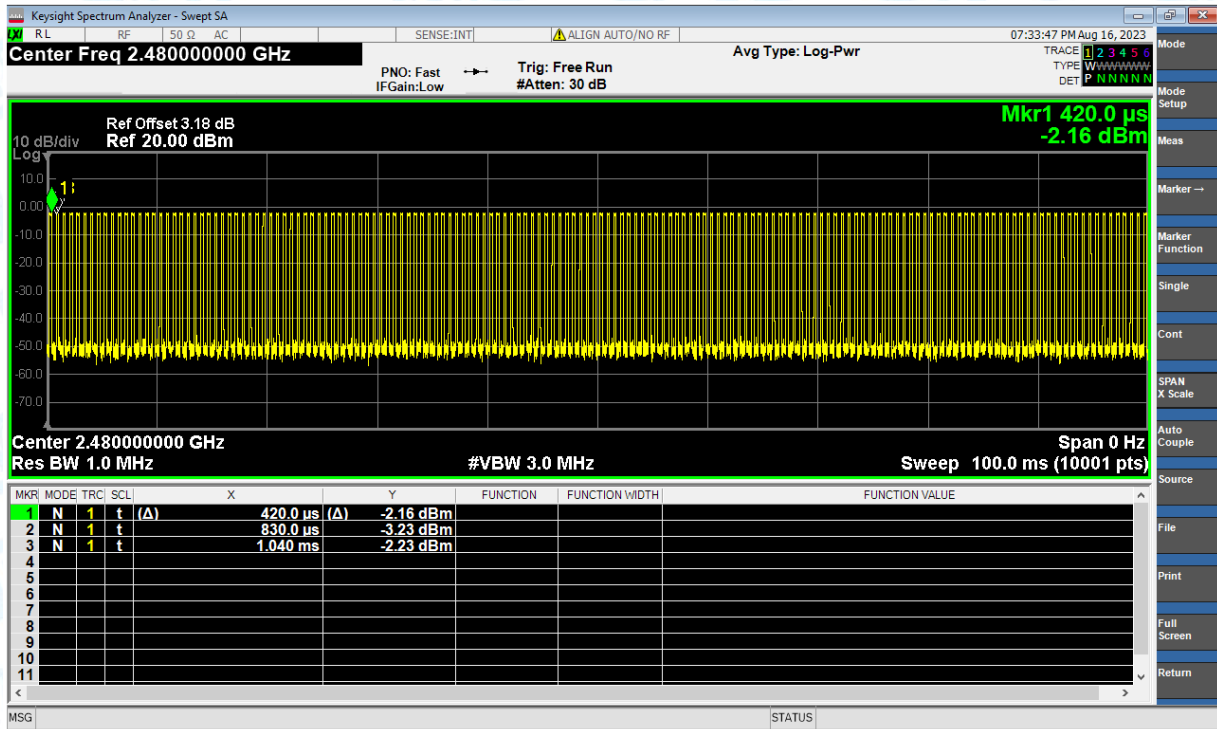 Keysight Spectrum Analyzer - Swept SA
LXI RL RF 50 Ω AC SENSE:INT ALIGN AUTO/NO RF 07:33:47 PM Aug 16, 2023
Center Freq 2.480000000 GHz
PNO: Fast
IFGain:Low
Trig: Free Run
#Atten: 30 dB
Avg Type: Log-Pwr
TRACE 1 2 3 4 5 6
TYPE WWWWWWW
DET P N N N N N
Mkr1 420.0 µs
-2.16 dBm
Ref Offset 3.18 dB
10 dB/div Ref 20.00 dBm
Log
1
10.0
0.00
-10.0
-20.0
-30.0
-40.0
-50.0
-60.0
-70.0
Center 2.480000000 GHz Span 0 Hz
Res BW 1.0 MHz #VBW 3.0 MHz Sweep 100.0 ms (10001 pts)
MKR MODE TRC SCL X Y FUNCTION FUNCTION WIDTH FUNCTION VALUE
1 N 1 t (Δ) 420.0 µs (Δ) -2.16 dBm
2 N 1 t 830.0 µs -3.23 dBm
3 N 1 t 1.040 ms -2.23 dBm
4
5
6
7
8
9
10
11
MSG STATUS
Mode
Mode
Setup
Meas
Marker →
Marker
Function
Single
Cont
SPAN
X Scale
Auto
Couple
Source
File
Print
Full
Screen
Return